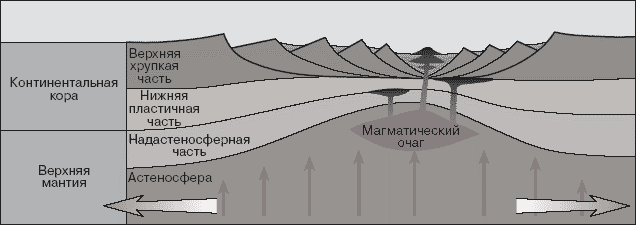 Континентальная
кора
Верхняя
хрупкая
часть
Нижняя
пластичная
часть
Верхняя
мантия
Надастеносферная
часть
Астеносфера
Магматический
очаг